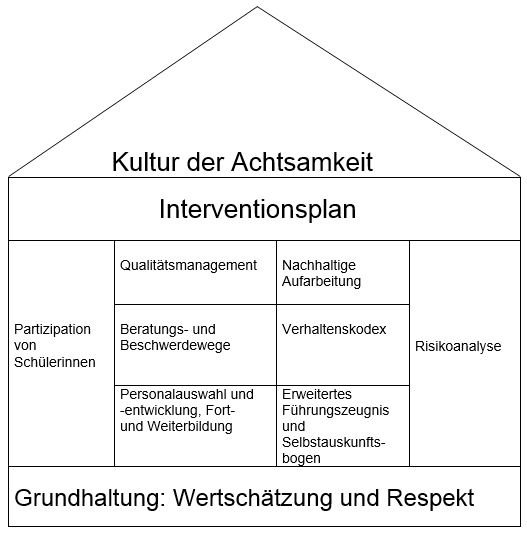 Kultur der Achtsamkeit
Interventionsplan
Partizipation
von
Schülerinnen
Qualitätsmanagement
Nachhaltige
Aufarbeitung
Beratungs- und
Beschwerdewege
Verhaltenskodex
Personalauswahl und
-entwicklung, Fort-
und Weiterbildung
Erweitertes
Führungszeugnis
und
Selbstauskunfts-
bogen
Risikoanalyse
Grundhaltung: Wertschätzung und Respekt